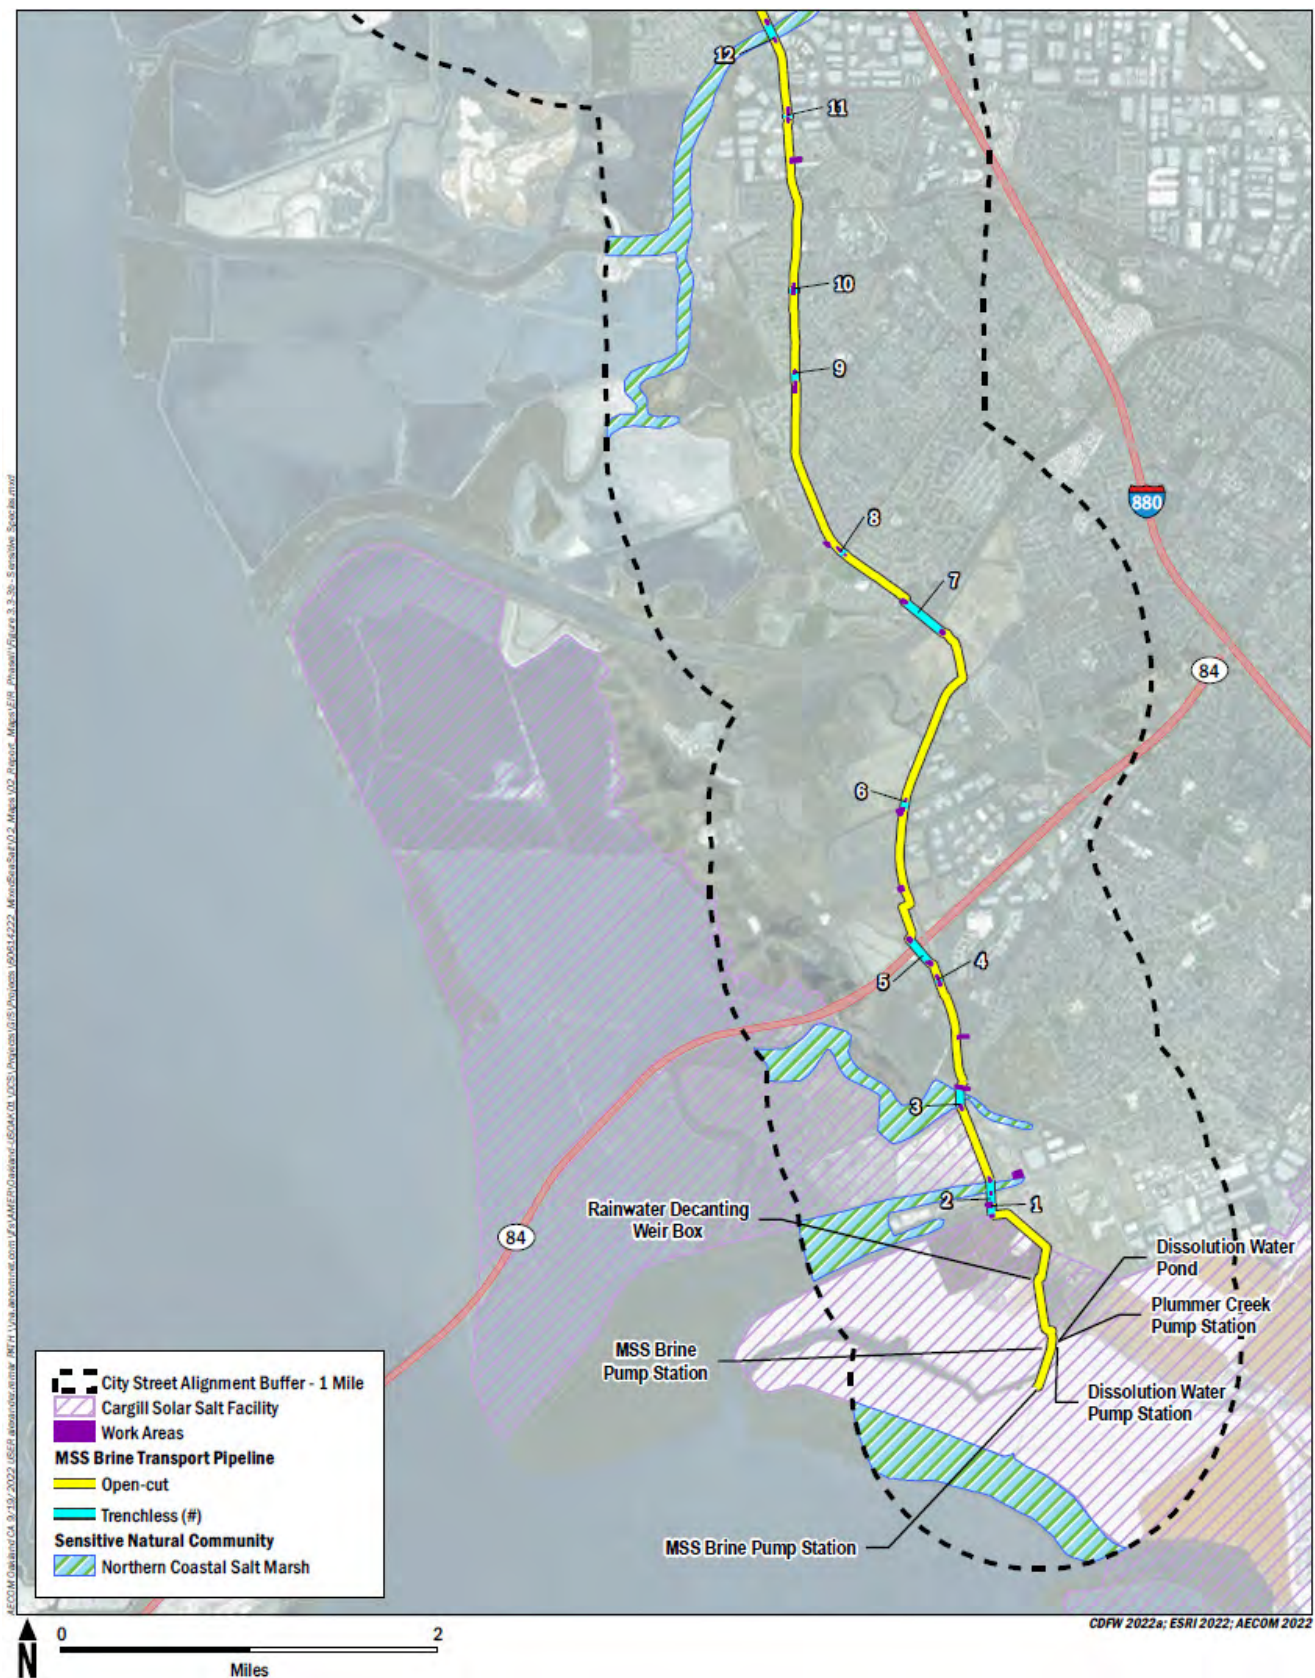 12
11
10
9
8
880
7
84
6
5
4
3
2
1
Rainwater Decanting
Weir Box
84
Dissolution Water
Pond
Plummer Creek
Pump Station
MSS Brine
Pump Station
Dissolution Water
Pump Station
MSS Brine Pump Station
City Street Alignment Buffer - 1 Mile
Cargill Solar Salt Facility
Work Areas
MSS Brine Transport Pipeline
Open-cut
Trenchless (#)
Sensitive Natural Community
Northern Coastal Salt Marsh
CDFW 2022a; ESRI 2022; AECOM 2022
N
0 2
Miles